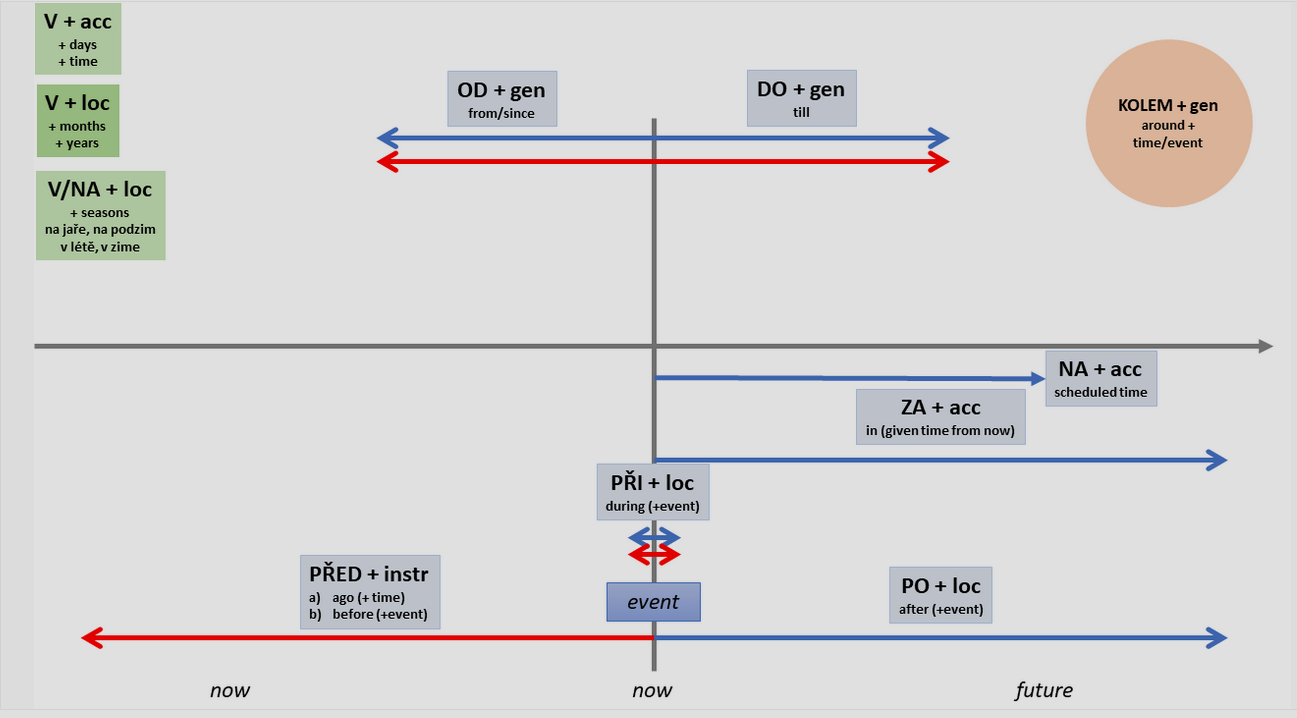 V + acc
+ days
+ time
V + loc
+ months
+ years
V/NA + loc
+ seasons
na jaře, na podzim
v létě, v zime
OD + gen
from/since
DO + gen
till
KOLEM + gen
around +
time/event
NA + acc
scheduled time
ZA + acc
in (given time from now)
PŘI + loc
during (+event)
PŘED + instr
a) ago (+ time)
b) before (+event)
event
PO + loc
after (+event)
now
now
future